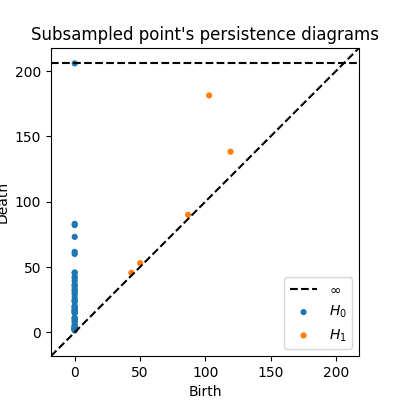 Subsampled point's persistence diagrams
Death
200
150
100
50
0
∞
H₀
H₁
0 50 100 150 200
Birth